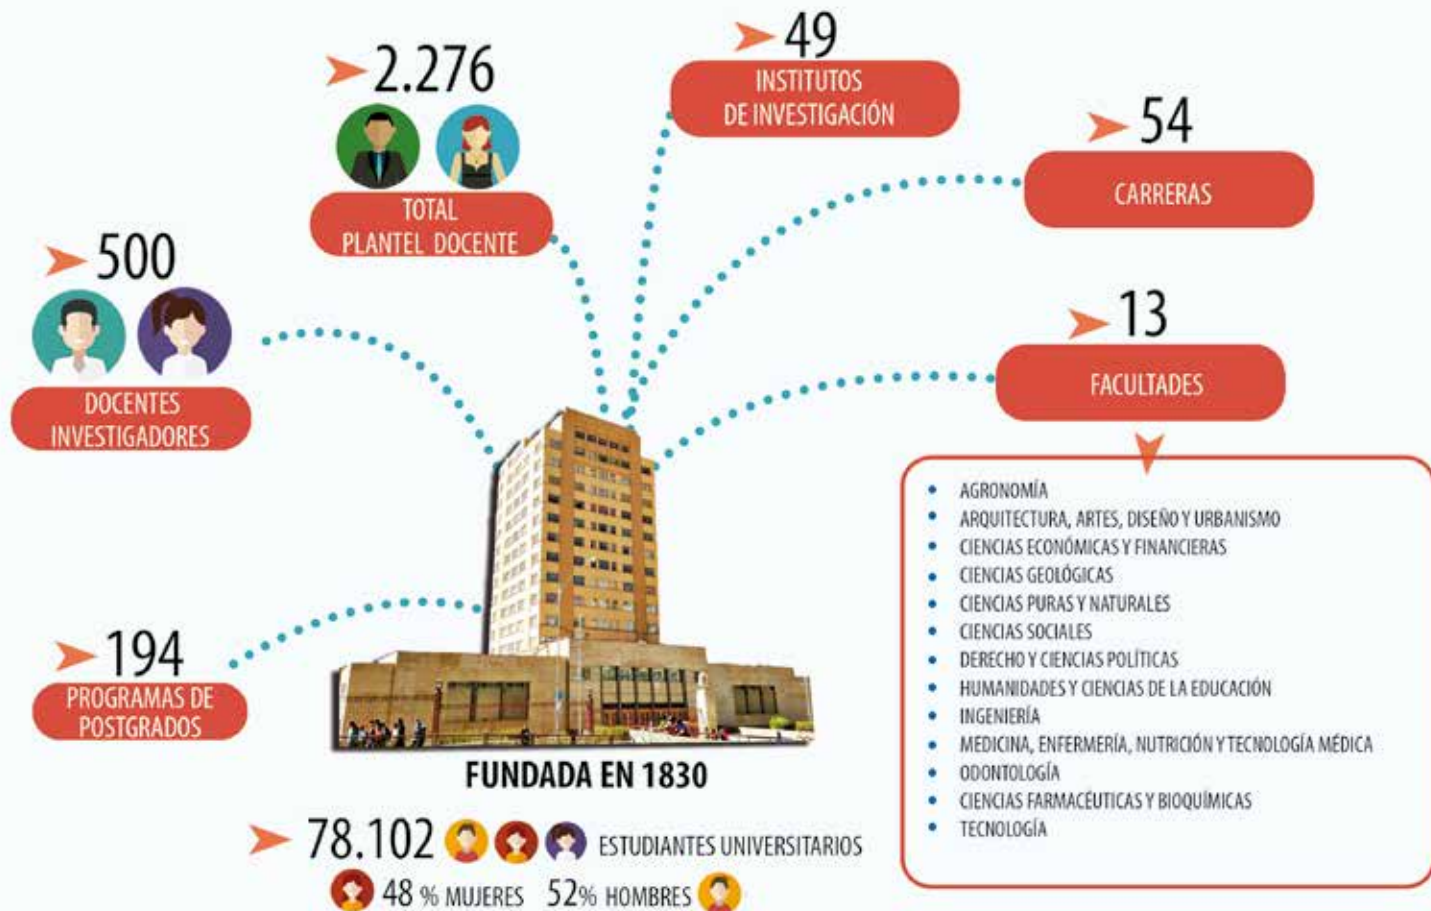 49
INSTITUTOS
DE INVESTIGACIÓN
2.276
TOTAL
PLANTEL DOCENTE
54
CARRERAS
500
DOCENTES
INVESTIGADORES
13
FACULTADES
AGRONOMÍA
ARQUITECTURA, ARTES, DISEÑO Y URBANISMO
CIENCIAS ECONÓMICAS Y FINANCIERAS
CIENCIAS GEOLÓGICAS
CIENCIAS PURAS Y NATURALES
CIENCIAS SOCIALES
DERECHO Y CIENCIAS POLÍTICAS
HUMANIDADES Y CIENCIAS DE LA EDUCACIÓN
INGENIERÍA
MEDICINA, ENFERMERÍA, NUTRICIÓN Y TECNOLOGÍA MÉDICA
ODONTOLOGÍA
CIENCIAS FARMACÉUTICAS Y BIOQUÍMICAS
TECNOLOGÍA
194
PROGRAMAS DE
POSTGRADOS
FUNDADA EN 1830
78.102 ESTUDIANTES UNIVERSITARIOS
48 % MUJERES 52% HOMBRES